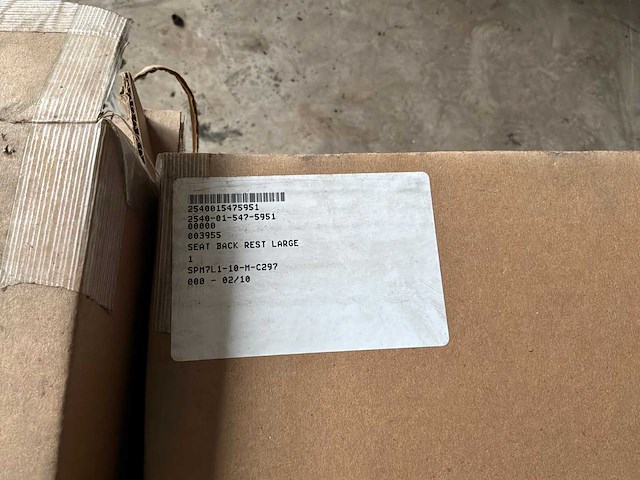 2540015475951
2540-01-547-5951
00000
003955
SEAT BACK REST LARGE
1
SPM7L1-10-M-C297
000 - 02/10